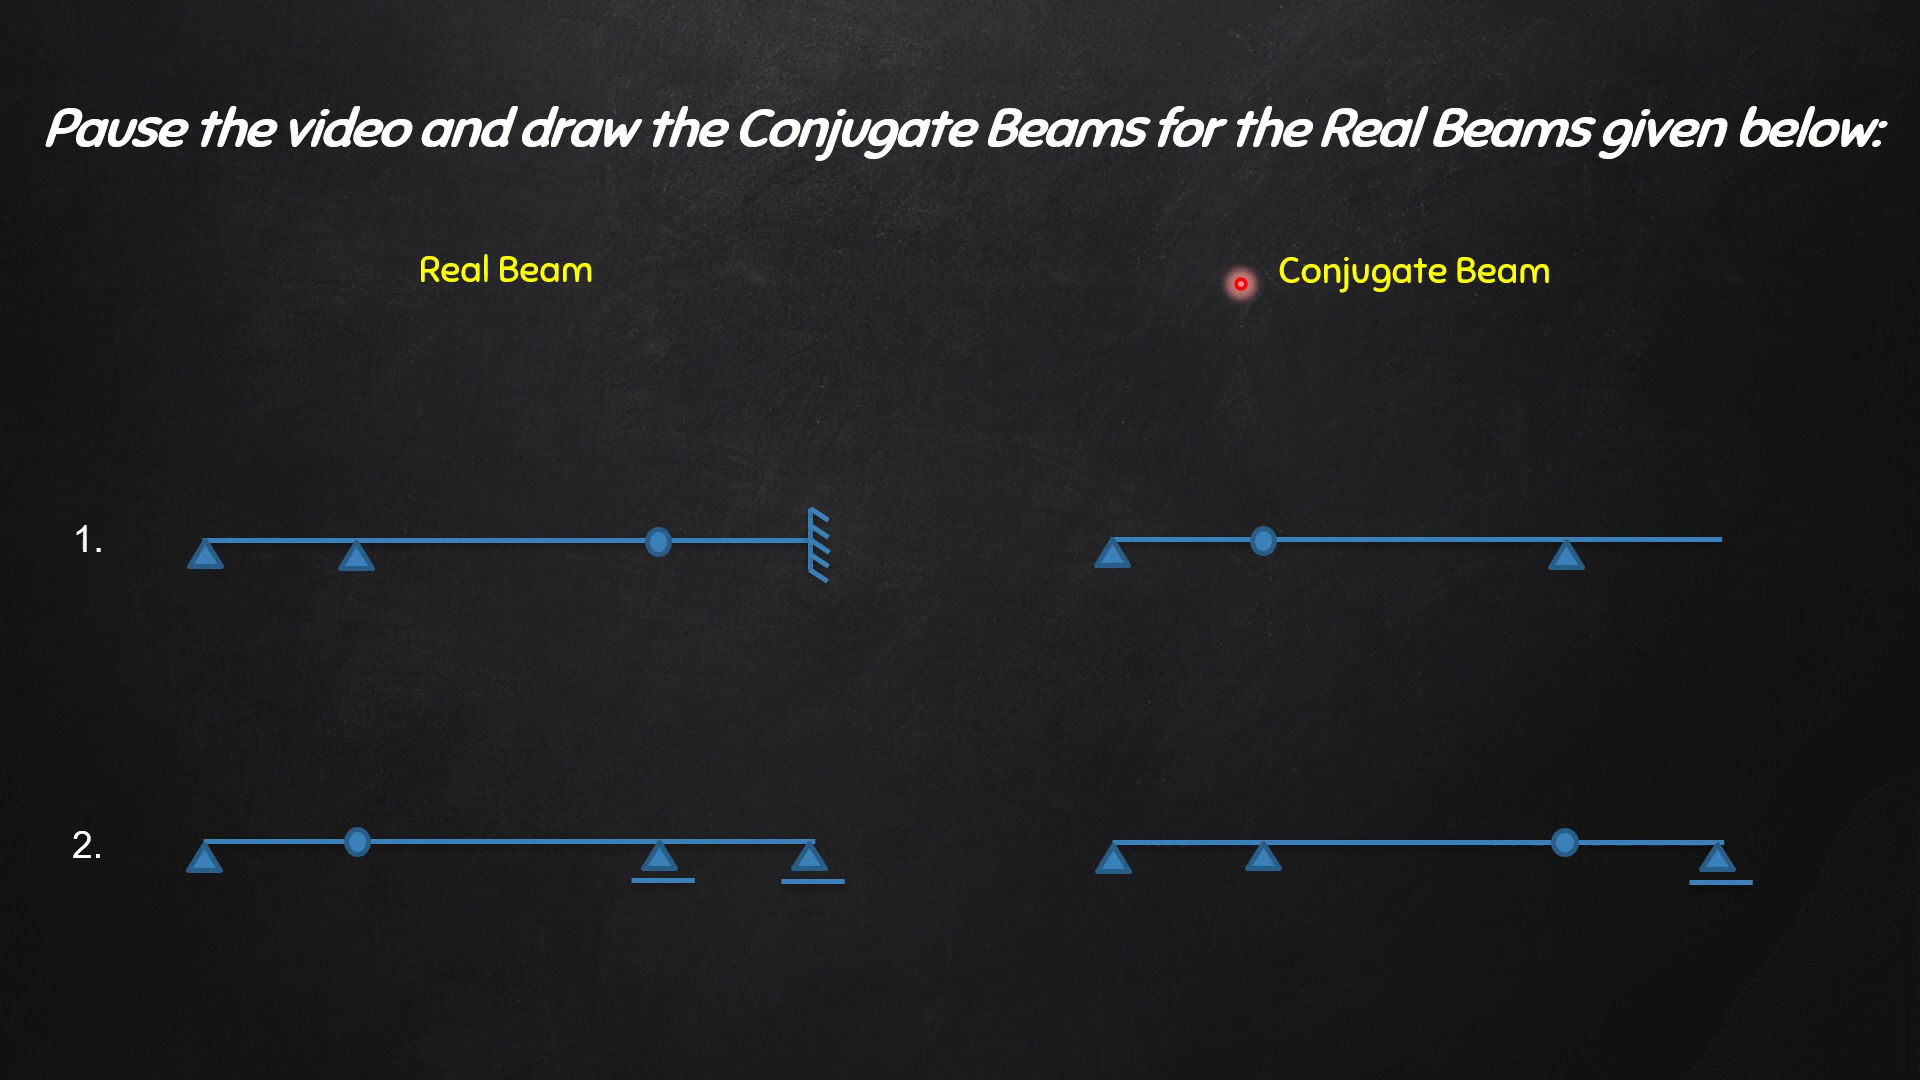 Pause the video and draw the Conjugate Beams for the Real Beams given below:
Real Beam
Conjugate Beam
1.
2.